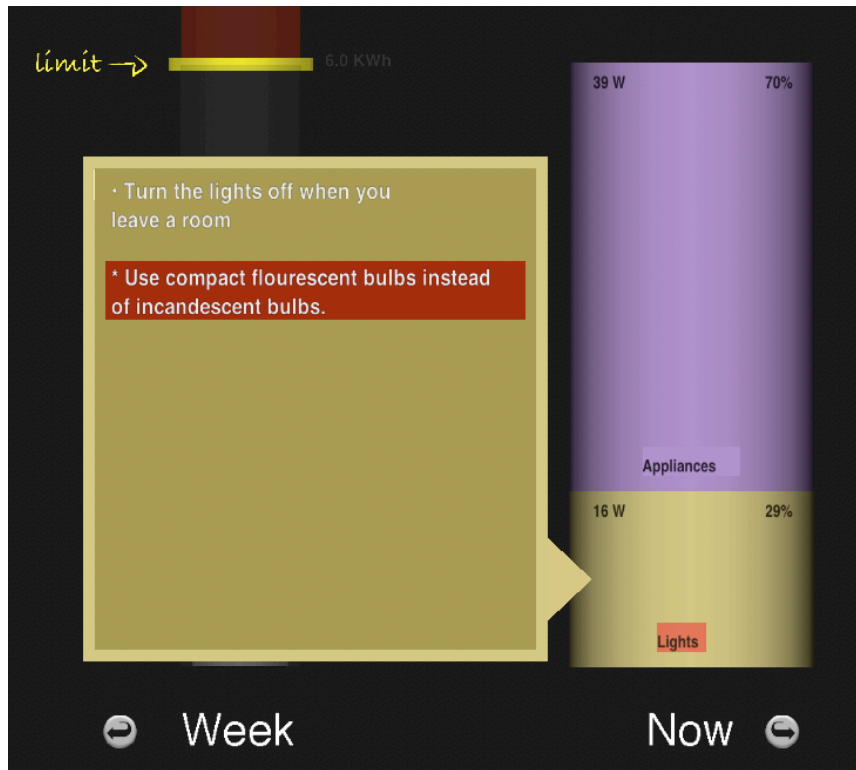 limit →
6.0 KWh
39 W 70%
· Turn the lights off when you
leave a room
* Use compact flourescent bulbs instead
of incandescent bulbs.
Appliances
16 W 29%
Lights
Week
Now